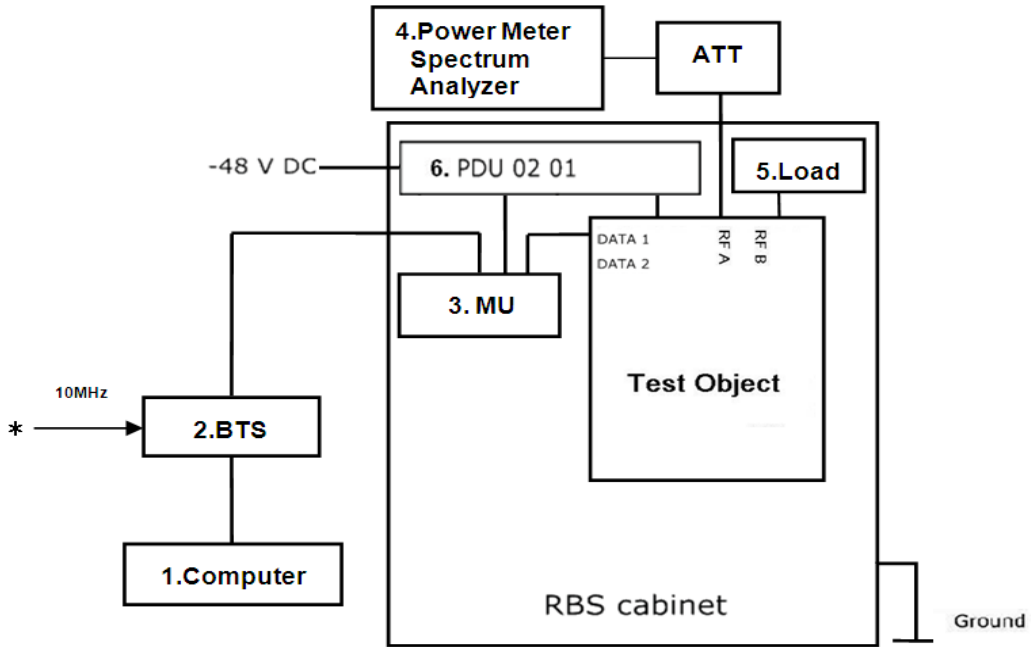 4.Power Meter
Spectrum
Analyzer
ATT
-48 V DC
6. PDU 02 01
5.Load
DATA 1
DATA 2
RF A
RF B
3. MU
Test Object
10MHz
*
2.BTS
1.Computer
RBS cabinet
Ground